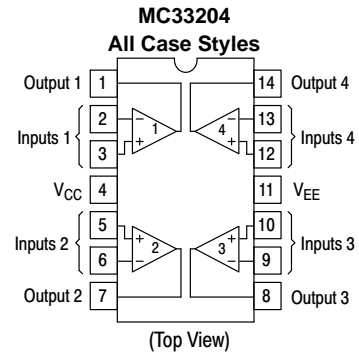 MC33204
All Case Styles
Output 1 1 14 Output 4
2 − 1 − 13
Inputs 1 4 Inputs 4
3 + + 12
VCC 4 11 VEE
5 + + 10
Inputs 2 2 3 Inputs 3
6 − − 9
Output 2 7 8 Output 3
(Top View)